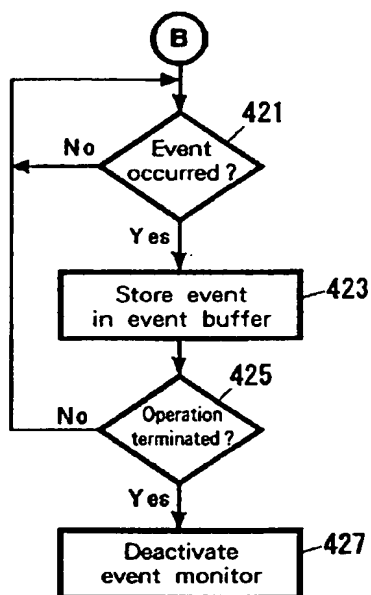 B
421
Event
occurred ?
No
Yes
Store event
in event buffer
423
425
Operation
terminated ?
No
Yes
Deactivate
event monitor
427